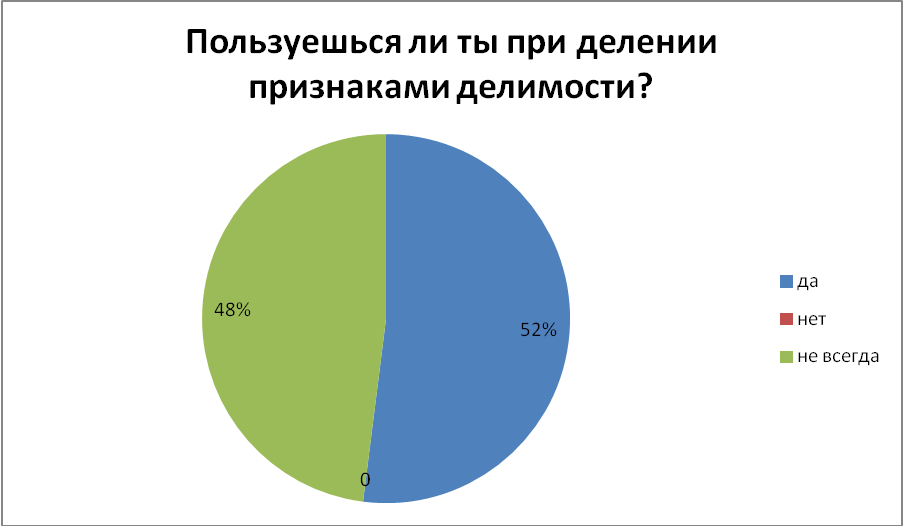 Пользуешься ли ты при делении
признаками делимости?
48%
52%
0
да
нет
не всегда